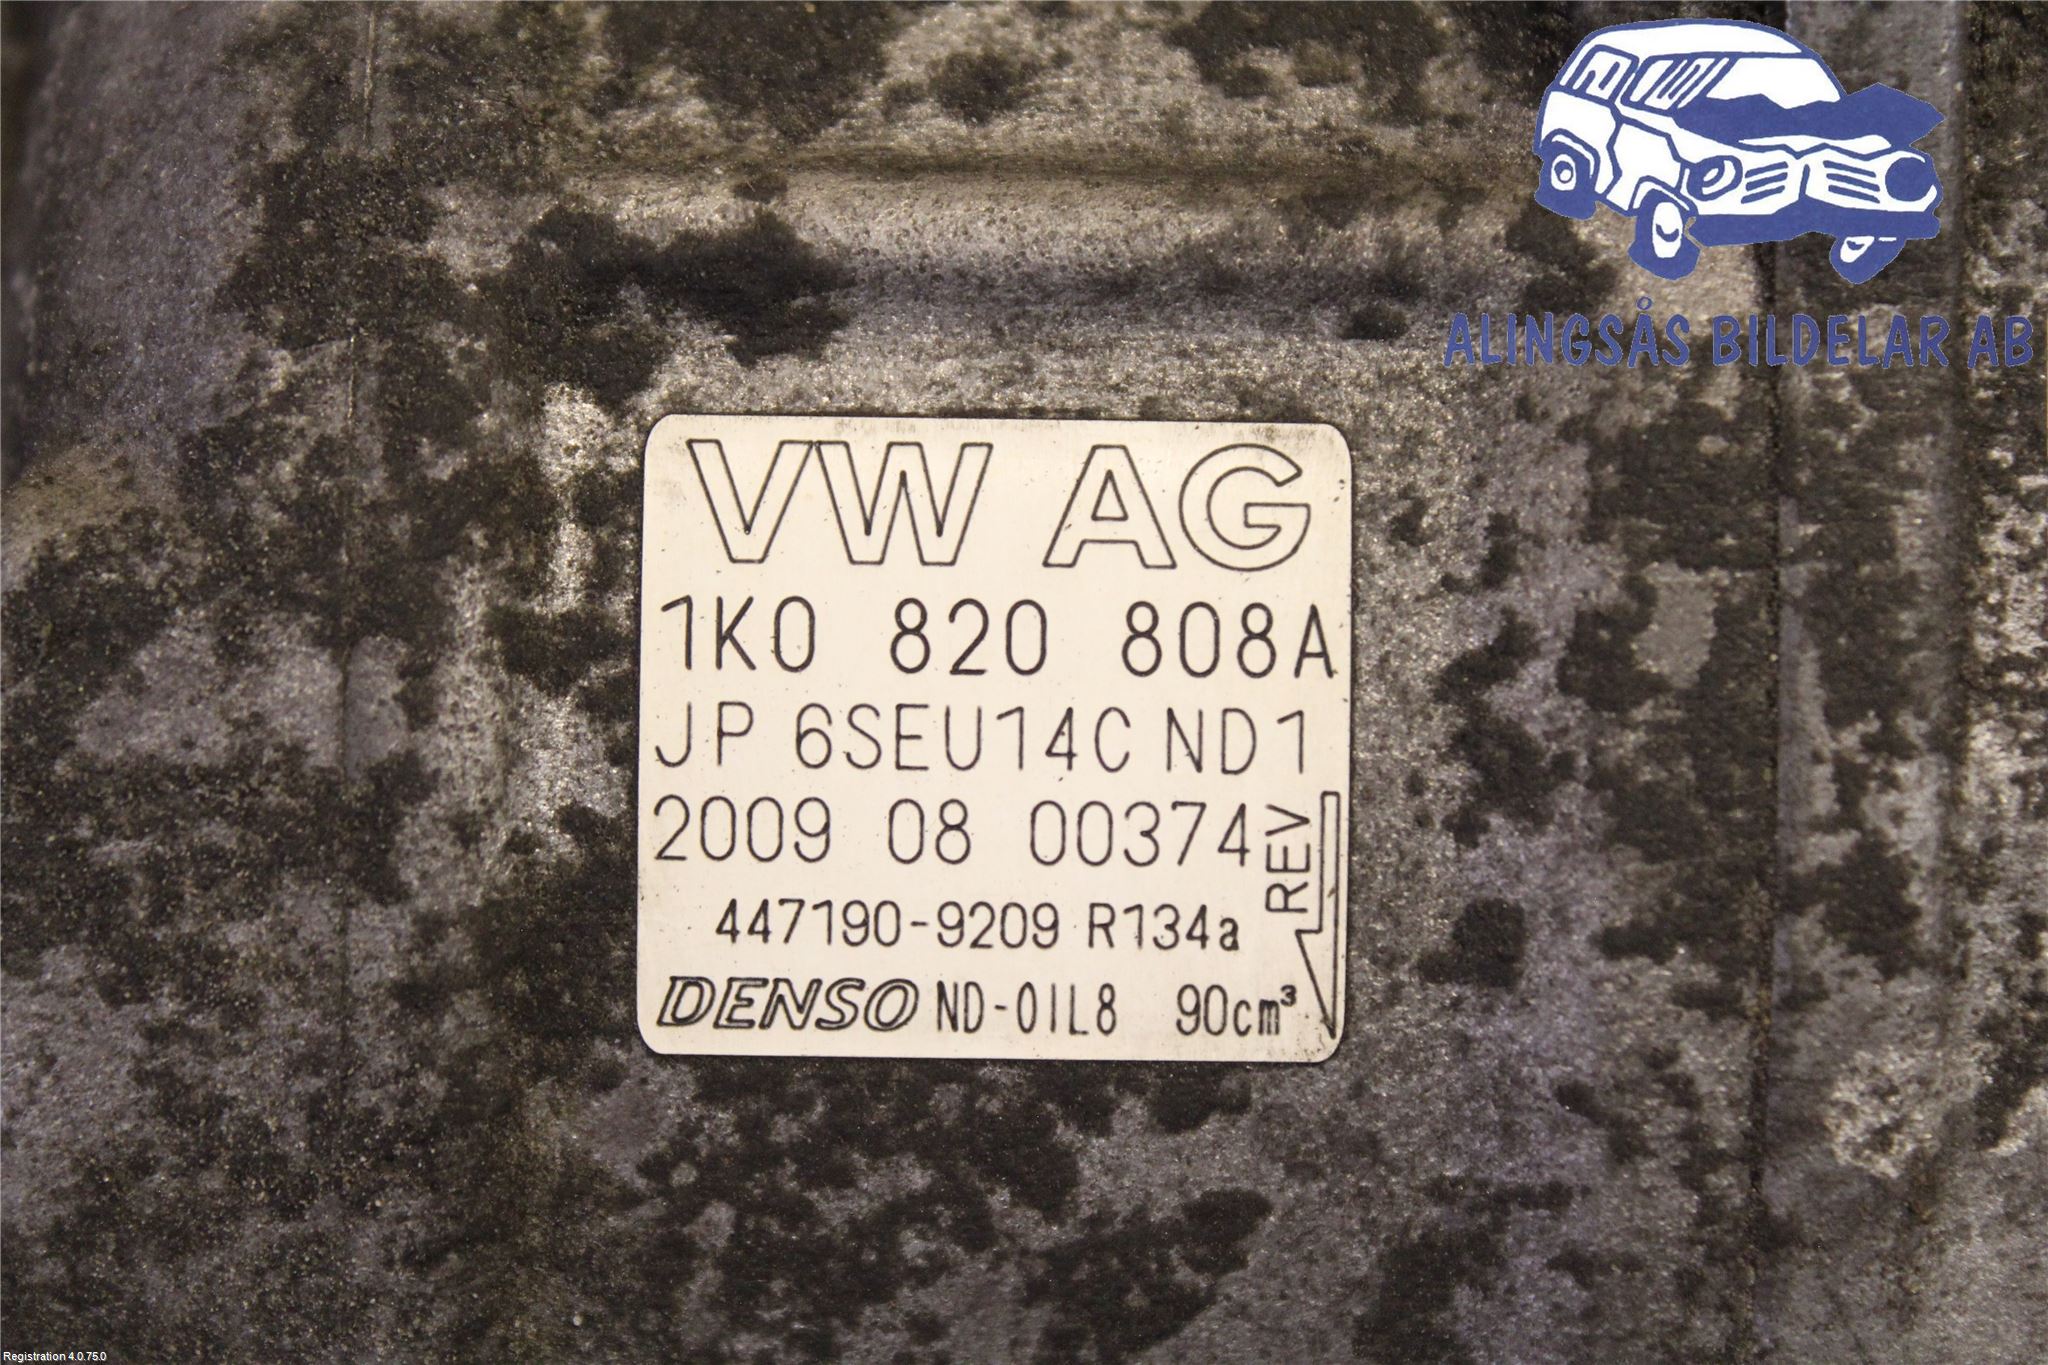 ALINGSÅS BILDELAR AB
VW AG
1K0 820 808A
JP 6SEU14C ND1
2009 08 00374
REV
447190-9209 R134a
DENSO ND-OIL8 90cm³
Registration 4.0.75.0